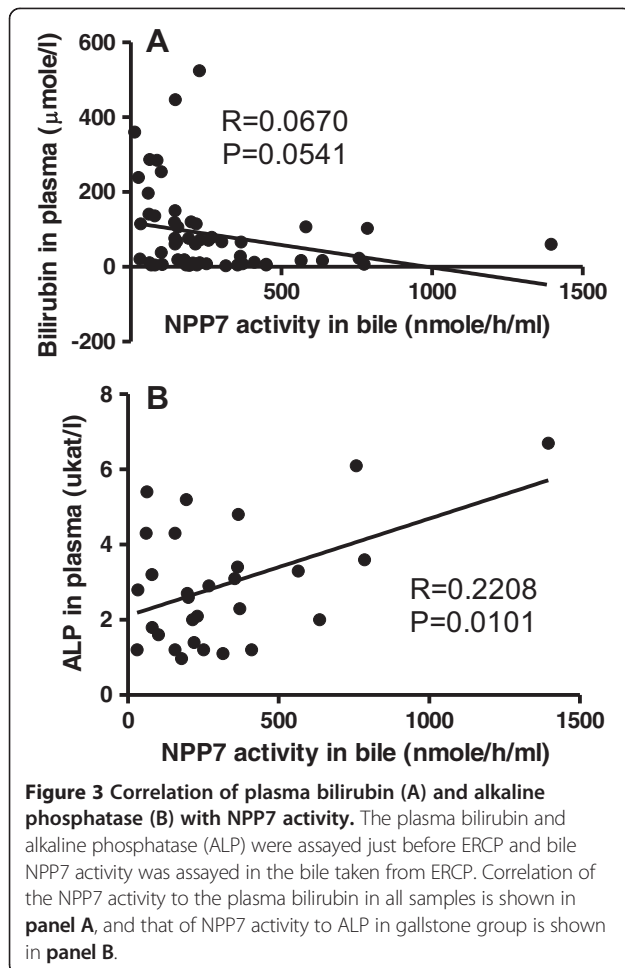 A
600
400
200
0
-200
Bilirubin in plasma (μmole/l)
R=0.0670
P=0.0541
500
1000
1500
NPP7 activity in bile (nmole/h/ml)
B
8
6
4
2
0
ALP in plasma (ukat/l)
R=0.2208
P=0.0101
0
500
1000
1500
NPP7 activity in bile (nmole/h/ml)
Figure 3 Correlation of plasma bilirubin (A) and alkaline
phosphatase (B) with NPP7 activity. The plasma bilirubin and
alkaline phosphatase (ALP) were assayed just before ERCP and bile
NPP7 activity was assayed in the bile taken from ERCP. Correlation of
the NPP7 activity to the plasma bilirubin in all samples is shown in
panel A, and that of NPP7 activity to ALP in gallstone group is shown
in panel B.